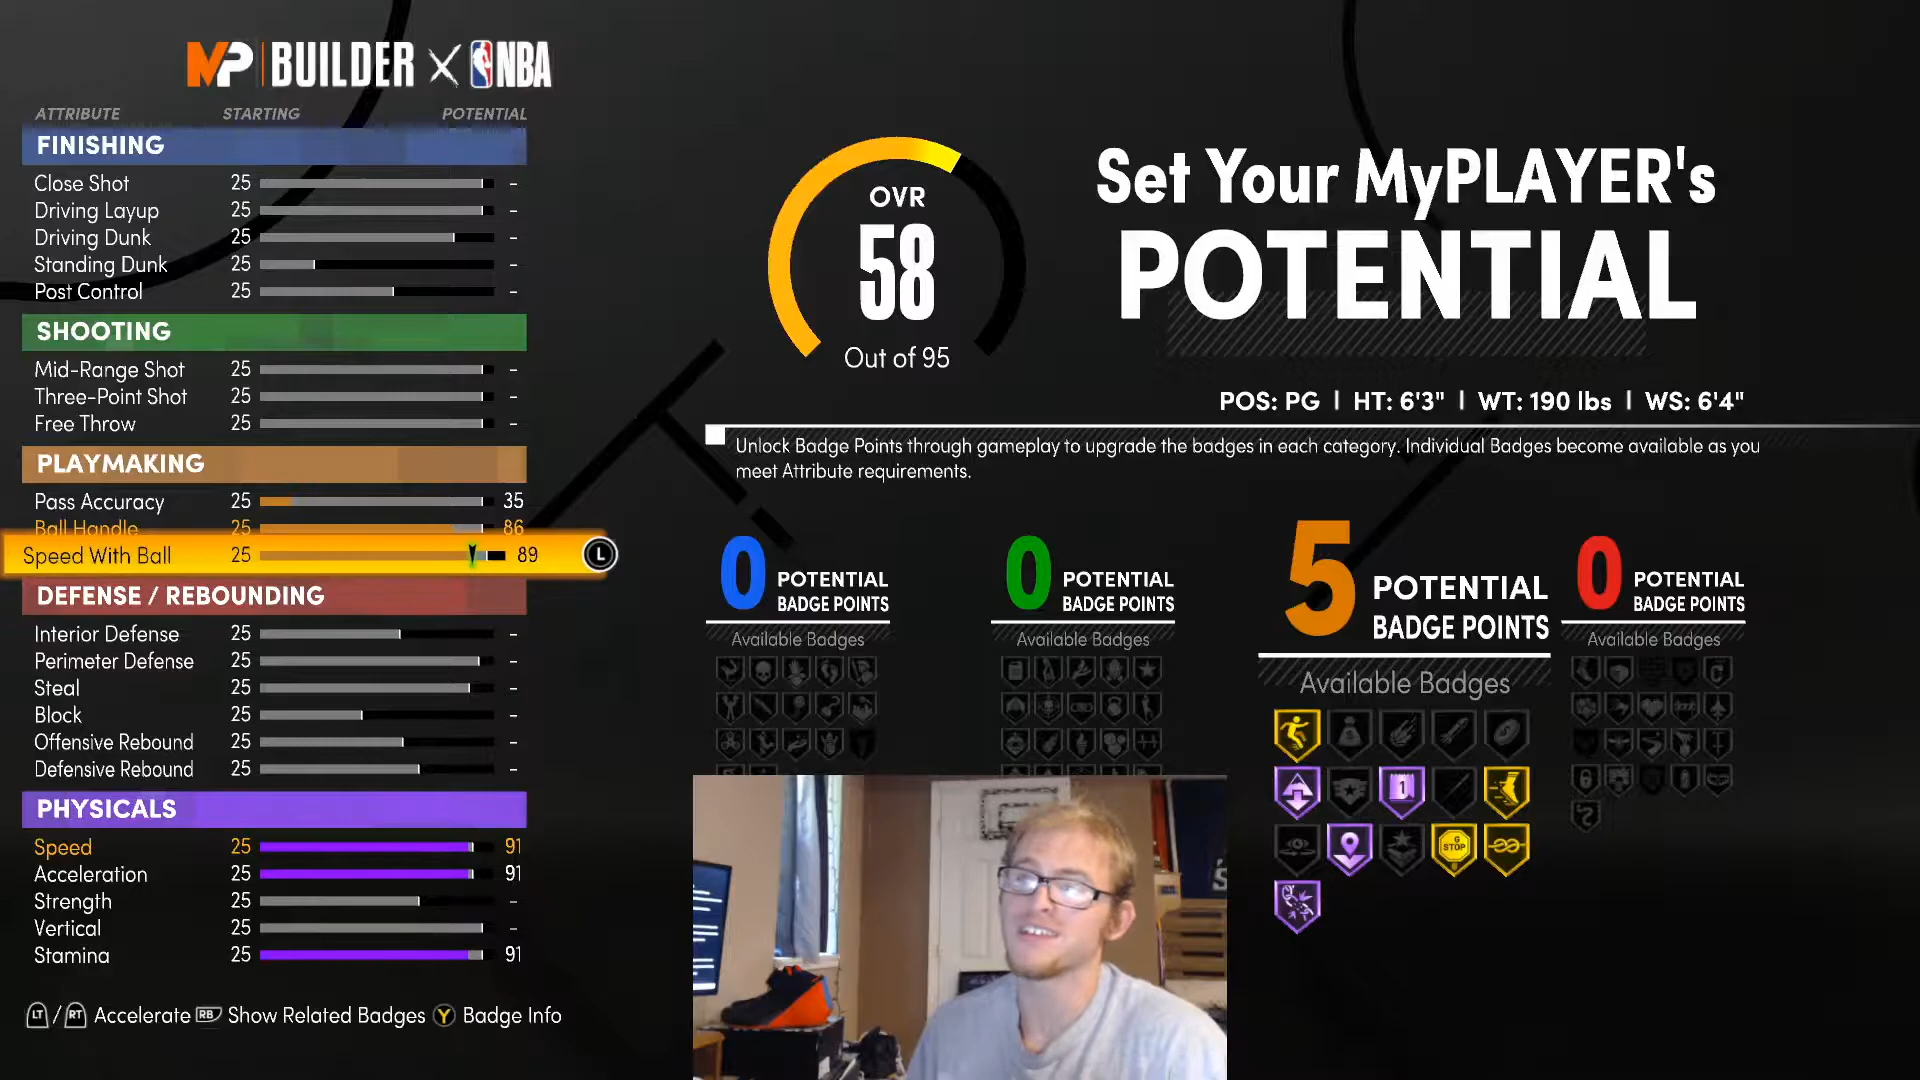 MP | BUILDER X NBA
ATTRIBUTE STARTING POTENTIAL
FINISHING
Close Shot 25 -
Driving Layup 25 -
Driving Dunk 25 -
Standing Dunk 25 -
Post Control 25 -
SHOOTING
Mid-Range Shot 25 -
Three-Point Shot 25 -
Free Throw 25 -
PLAYMAKING
Pass Accuracy 25 35
Ball Handle 25 86
Speed With Ball 25 89 L
DEFENSE / REBOUNDING
Interior Defense 25 -
Perimeter Defense 25 -
Steal 25 -
Block 25 -
Offensive Rebound 25 -
Defensive Rebound 25 -
PHYSICALS
Speed 25 91
Acceleration 25 91
Strength 25 -
Vertical 25 -
Stamina 25 91
LT / RT Accelerate RB Show Related Badges Y Badge Info
OVR
58
Out of 95
Set Your MyPLAYER's
POTENTIAL
POS: PG | HT: 6'3" | WT: 190 lbs | WS: 6'4"
Unlock Badge Points through gameplay to upgrade the badges in each category. Individual Badges become available as you
meet Attribute requirements.
0 POTENTIAL BADGE POINTS
Available Badges
0 POTENTIAL BADGE POINTS
Available Badges
5 POTENTIAL BADGE POINTS
Available Badges
1
G STOP
0 POTENTIAL BADGE POINTS
Available Badges